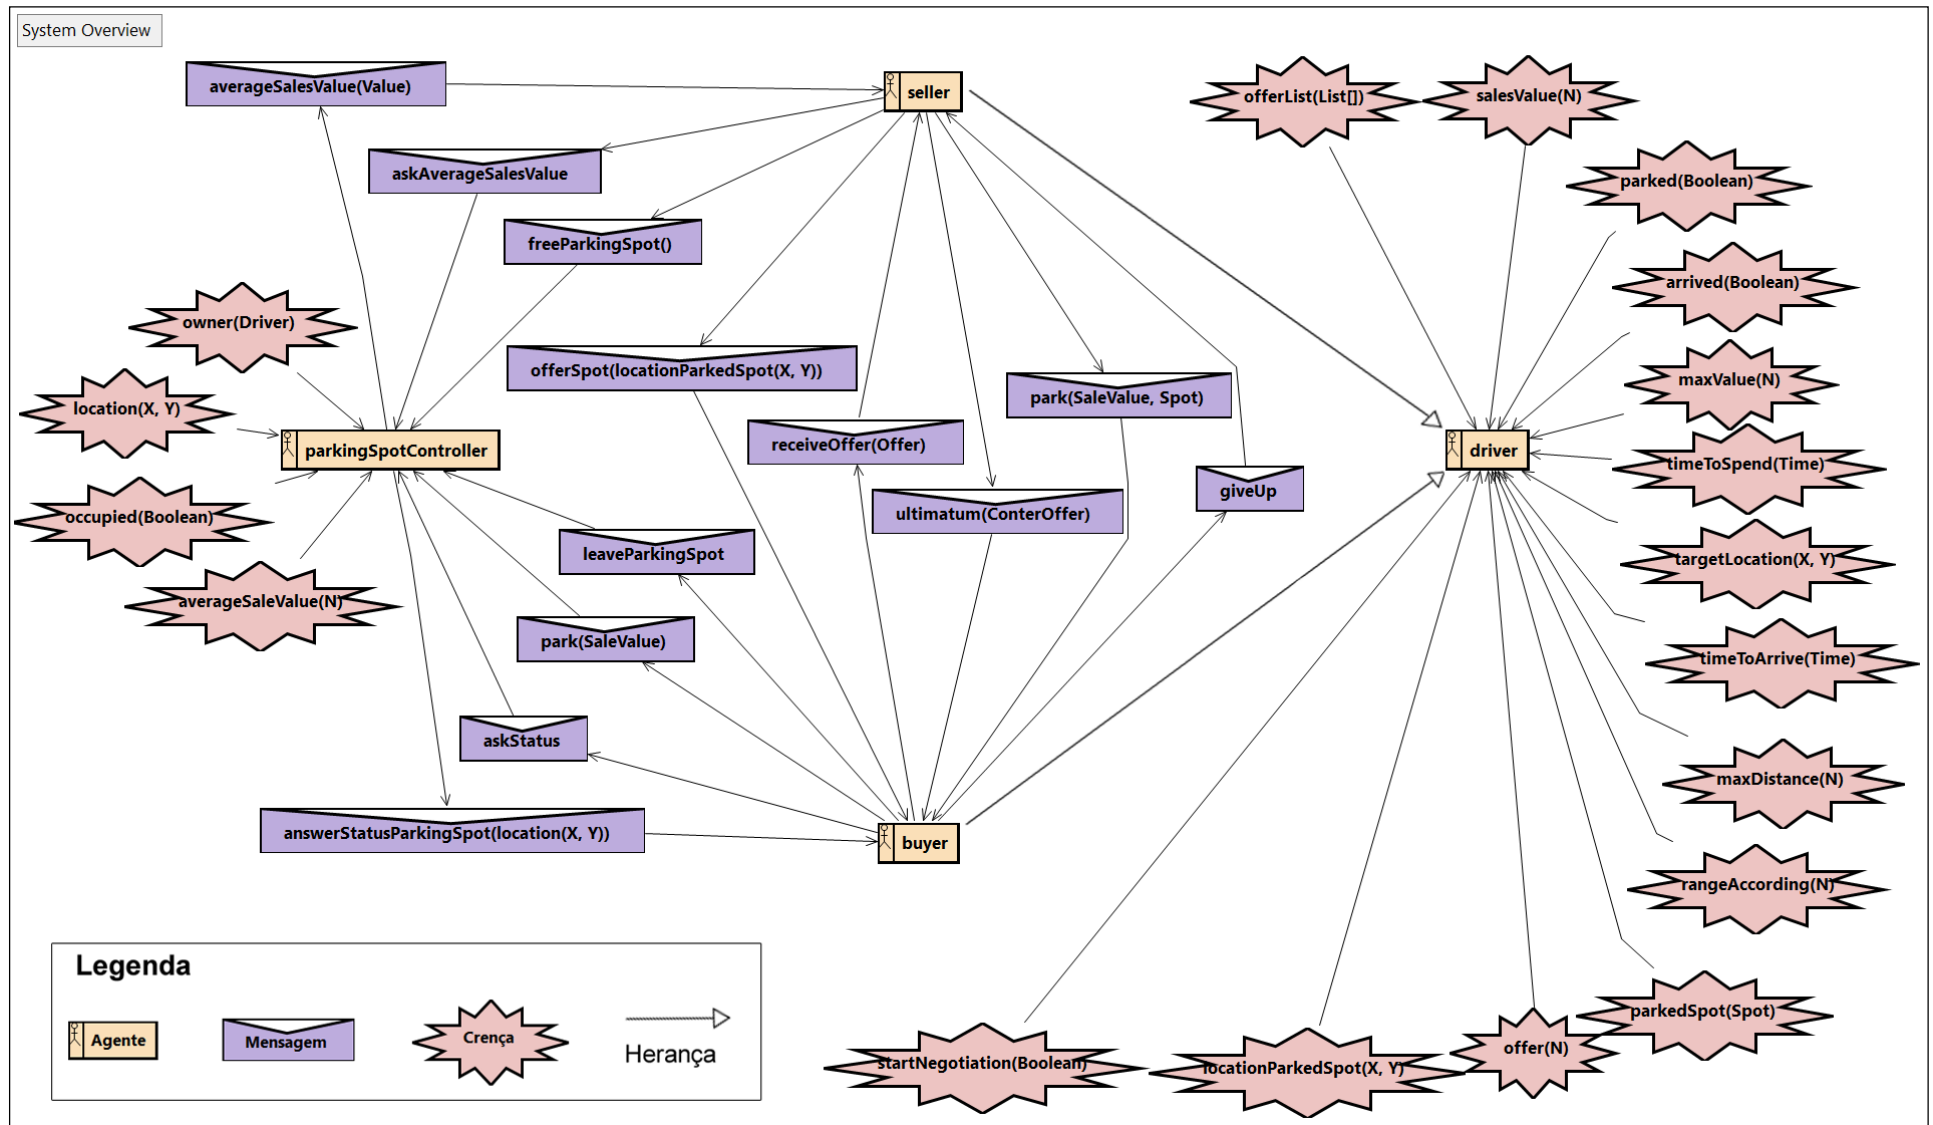 System Overview
averageSalesValue(Value)
seller
offerList(List[])
salesValue(N)
askAverageSalesValue
parked(Boolean)
freeParkingSpot()
arrived(Boolean)
owner(Driver)
offerSpot(locationParkedSpot(X, Y))
maxValue(N)
location(X, Y)
park(SaleValue, Spot)
parkingSpotController
receiveOffer(Offer)
driver
timeToSpend(Time)
giveUp
occupied(Boolean)
ultimatum(ConterOffer)
leaveParkingSpot
targetLocation(X, Y)
averageSaleValue(N)
park(SaleValue)
timeToArrive(Time)
askStatus
maxDistance(N)
answerStatusParkingSpot(location(X, Y))
buyer
rangeAccording(N)
parkedSpot(Spot)
offer(N)
startNegotiation(Boolean)
locationParkedSpot(X, Y)
Legenda
Agente
Mensagem
Crença
Herança